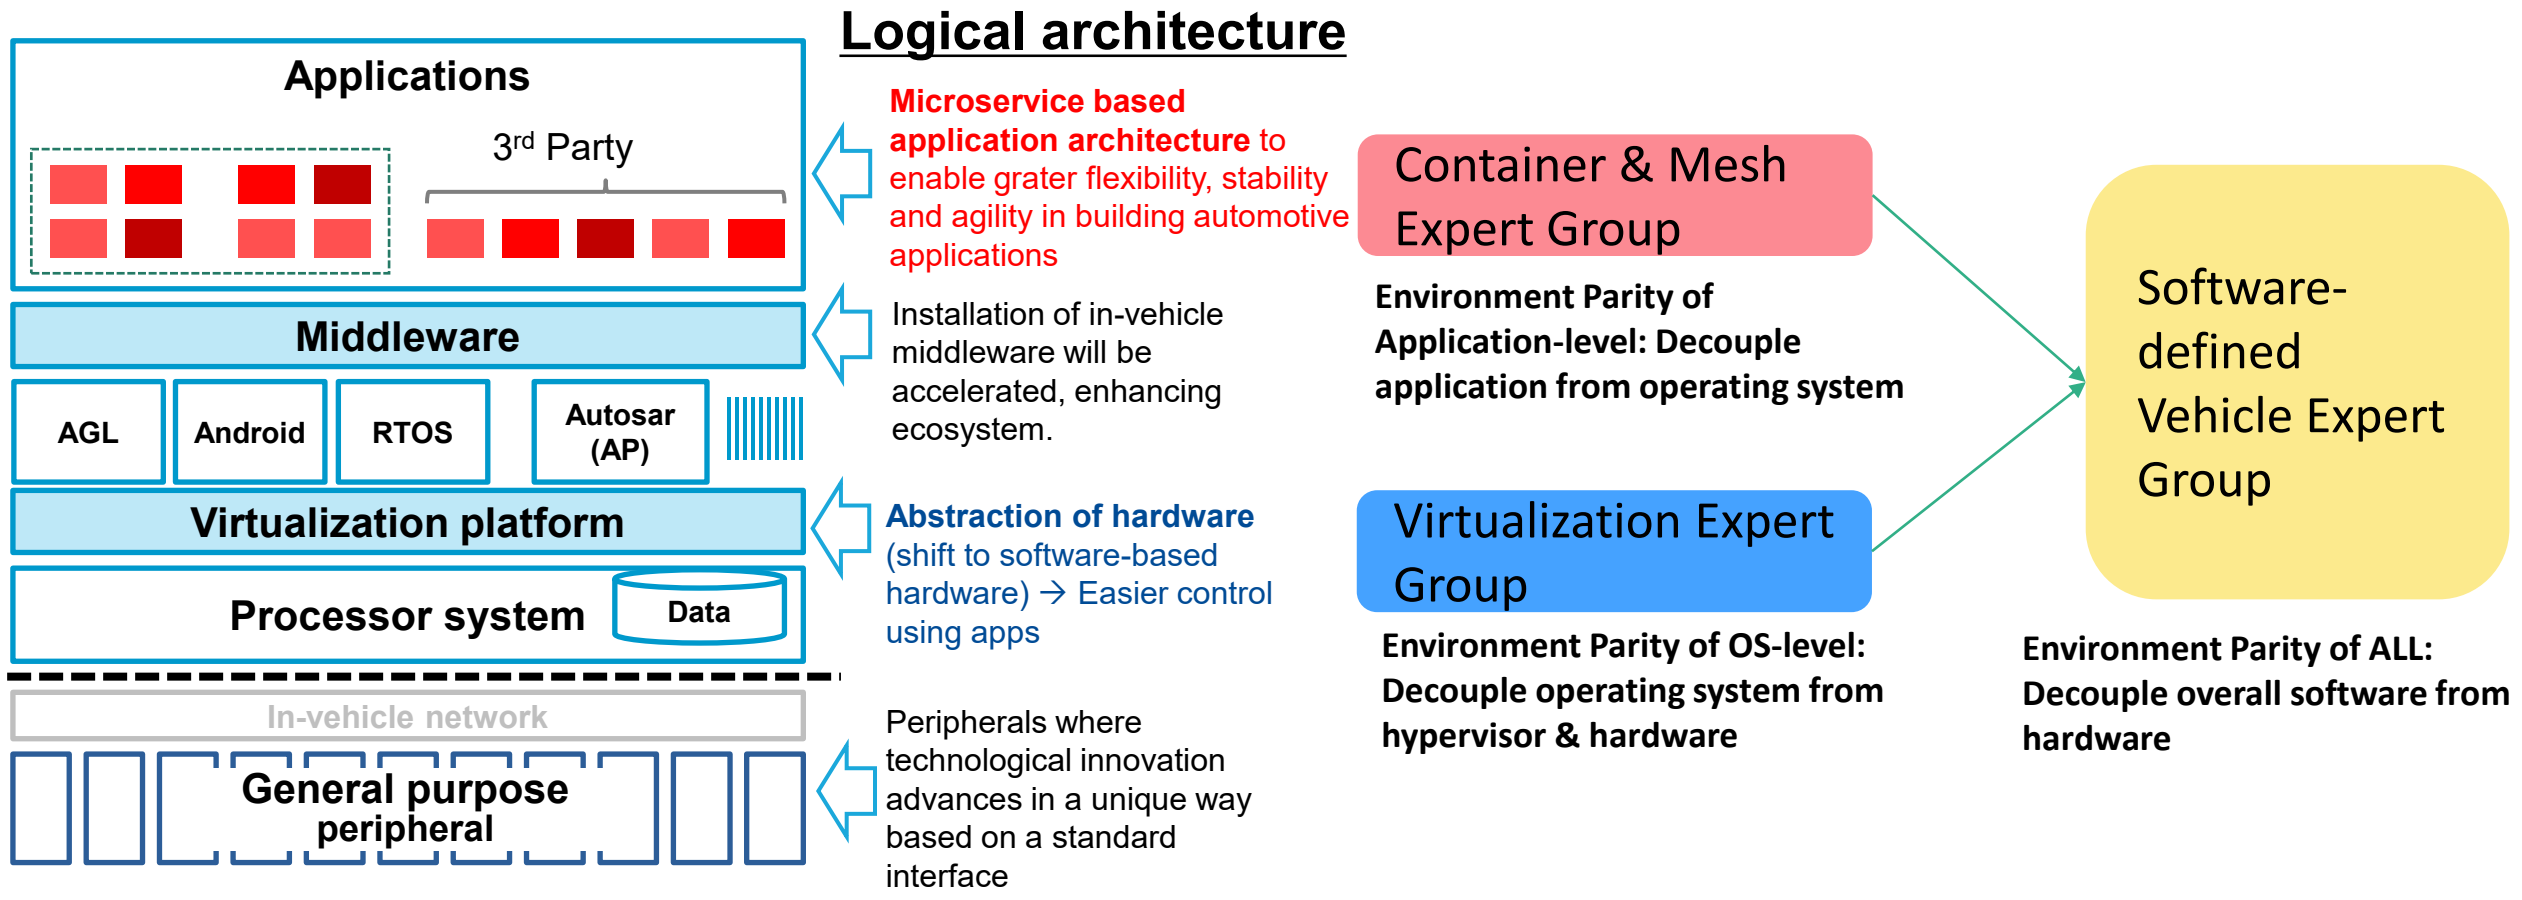 Logical architecture
Applications
3rd Party
Middleware
AGL
Android
RTOS
Autosar
(AP)
Virtualization platform
Processor system
Data
In-vehicle network
General purpose
peripheral
Microservice based
application architecture to
enable grater flexibility, stability
and agility in building automotive
applications
Installation of in-vehicle
middleware will be
accelerated, enhancing
ecosystem.
Abstraction of hardware
(shift to software-based
hardware) → Easier control
using apps
Peripherals where
technological innovation
advances in a unique way
based on a standard
interface
Container & Mesh
Expert Group
Environment Parity of
Application-level: Decouple
application from operating system
Virtualization Expert
Group
Environment Parity of OS-level:
Decouple operating system from
hypervisor & hardware
Software-
defined
Vehicle Expert
Group
Environment Parity of ALL:
Decouple overall software from
hardware